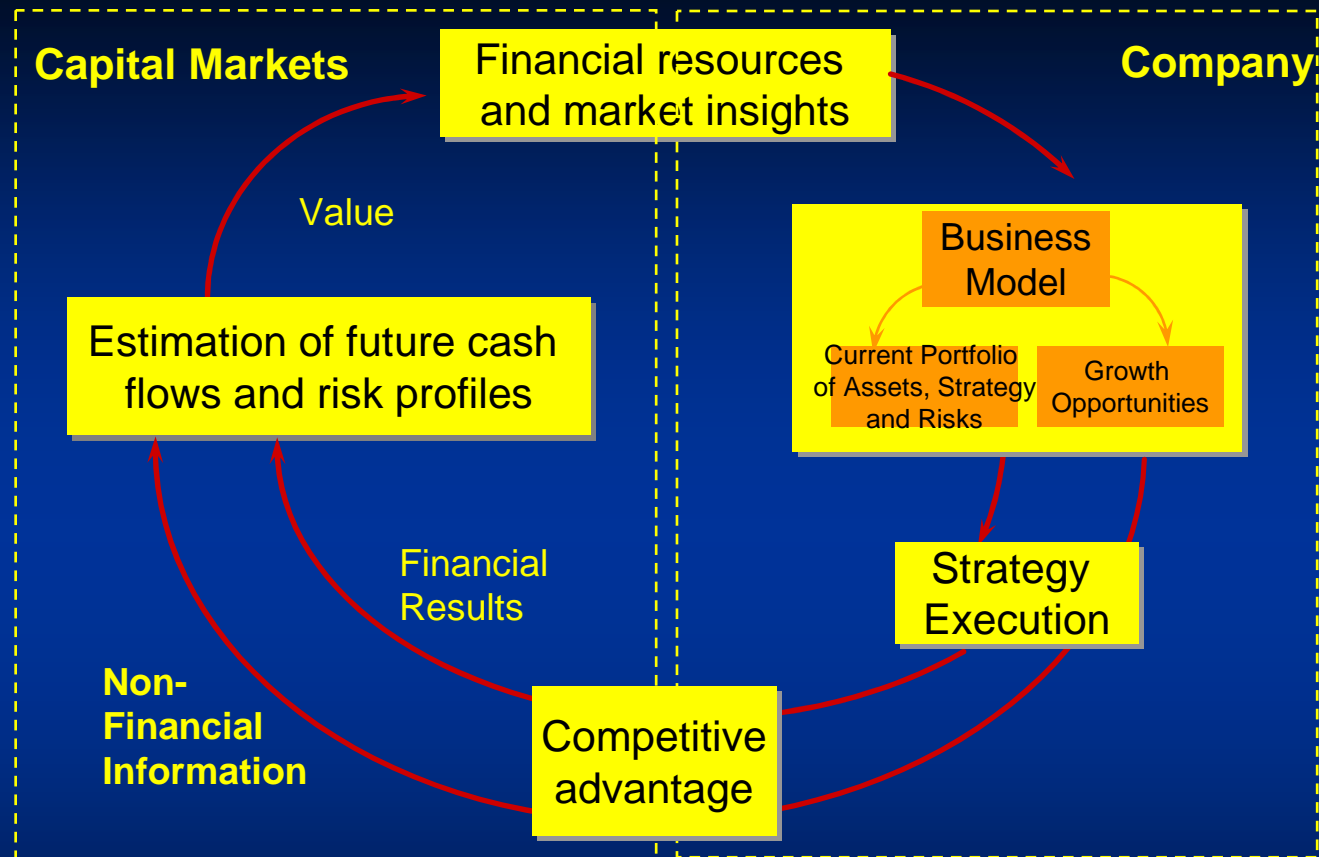 Capital Markets
Financial resources
and market insights
Company
Value
Business
Model
Estimation of future cash
flows and risk profiles
Current Portfolio
of Assets, Strategy
and Risks
Growth
Opportunities
Financial
Results
Strategy
Execution
Non-
Financial
Information
Competitive
advantage